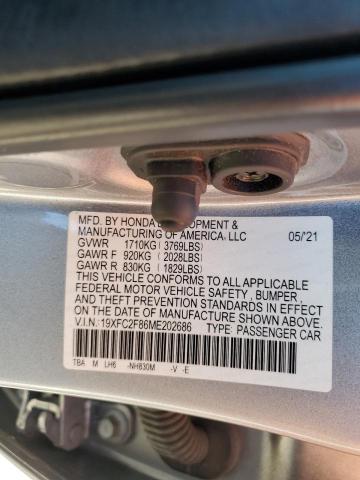 MFD. BY HONDA DEVELOPMENT &
MANUFACTURING OF AMERICA, LLC 05/'21
GVWR 1710KG (3769LBS)
GAWR F 920KG (2028LBS)
GAWR R 830KG (1829LBS)
THIS VEHICLE CONFORMS TO ALL APPLICABLE
FEDERAL MOTOR VEHICLE SAFETY, BUMPER,
AND THEFT PREVENTION STANDARDS IN EFFECT
ON THE DATE OF MANUFACTURE SHOWN ABOVE.
V.I.N. 19XFC2F86ME202686 TYPE: PASSENGER CAR
TBA M LH6 -NH830M -V -E